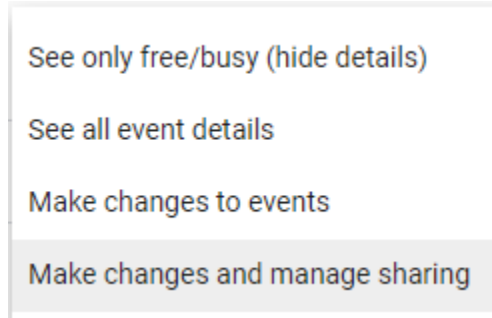 See only free/busy (hide details)
See all event details
Make changes to events
Make changes and manage sharing